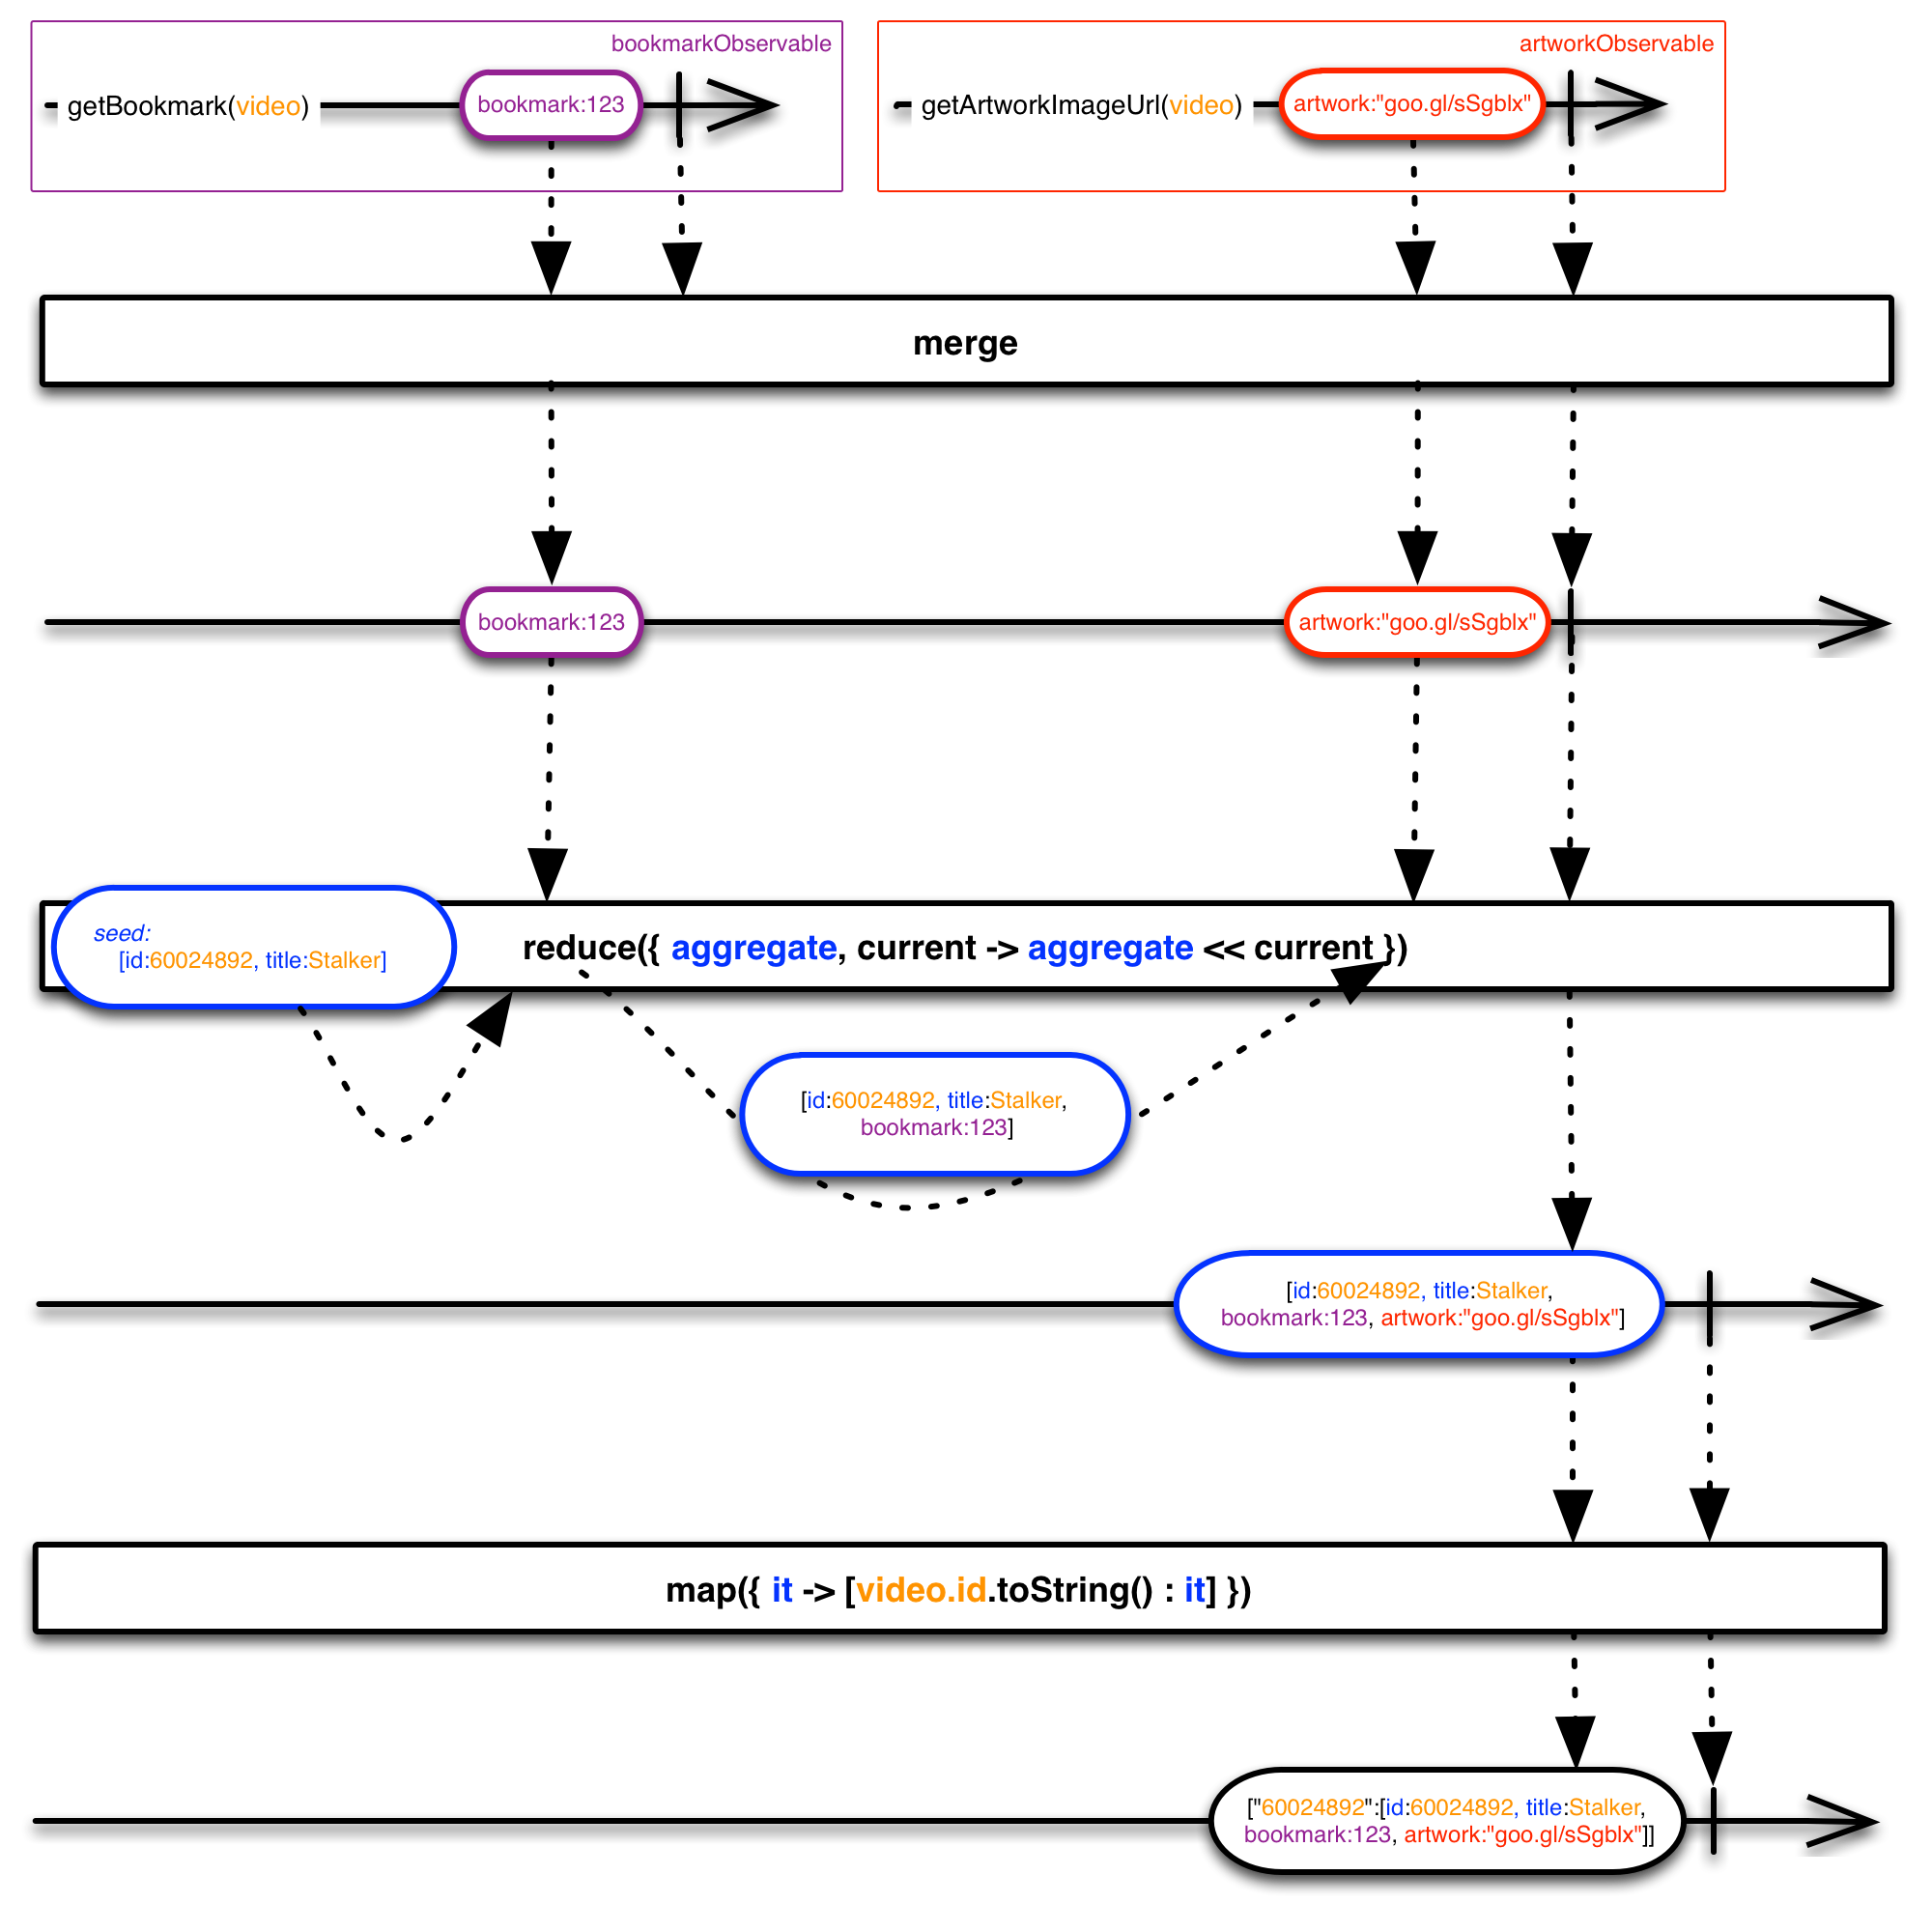 bookmarkObservable
getBookmark(video)
bookmark:123
artworkObservable
getArtworkImageUrl(video)
artwork:"goo.gl/sSgblx"
merge
bookmark:123
artwork:"goo.gl/sSgblx"
seed:
[id:60024892, title:Stalker]
reduce({ aggregate, current -> aggregate << current })
[id:60024892, title:Stalker,
bookmark:123]
[id:60024892, title:Stalker,
bookmark:123, artwork:"goo.gl/sSgblx"]
map({ it -> [video.id.toString() : it] })
["60024892":[id:60024892, title:Stalker,
bookmark:123, artwork:"goo.gl/sSgblx"]]